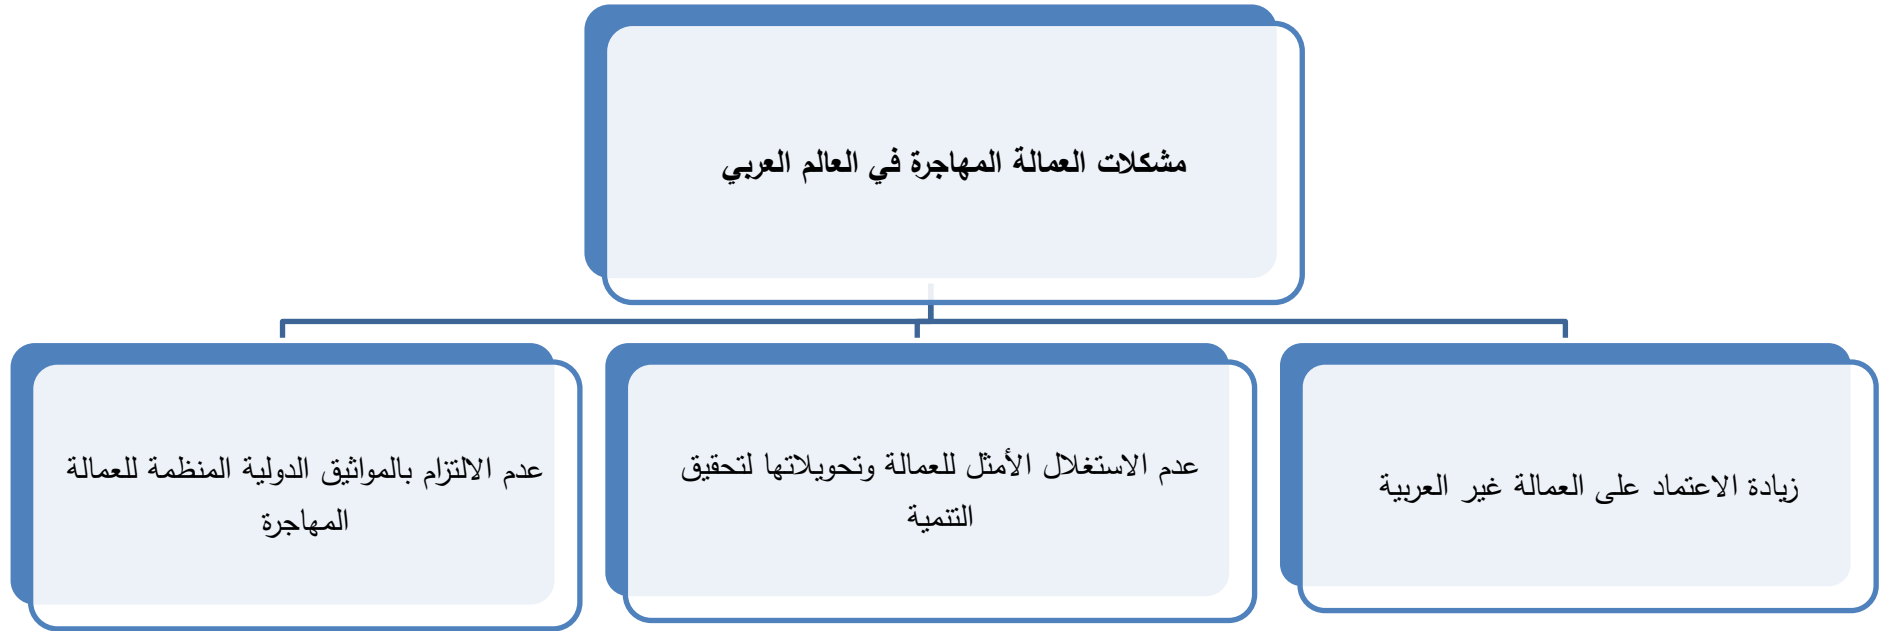 مشكلات العمالة المهاجرة في العالم العربي
زيادة الاعتماد على العمالة غير العربية
عدم الاستغلال الأمثل للعمالة وتحويلاتها لتحقيق
التنمية
عدم الالتزام بالمواثيق الدولية المنظمة للعمالة
المهاجرة